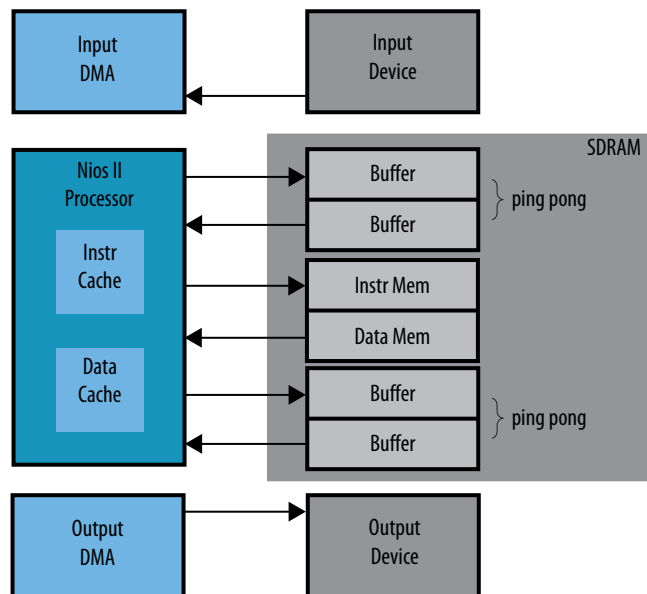 Input
DMA
Input
Device
SDRAM
Nios II
Processor
Buffer
ping pong
Buffer
Instr
Cache
Instr Mem
Data Mem
Data
Cache
Buffer
ping pong
Buffer
Output
DMA
Output
Device